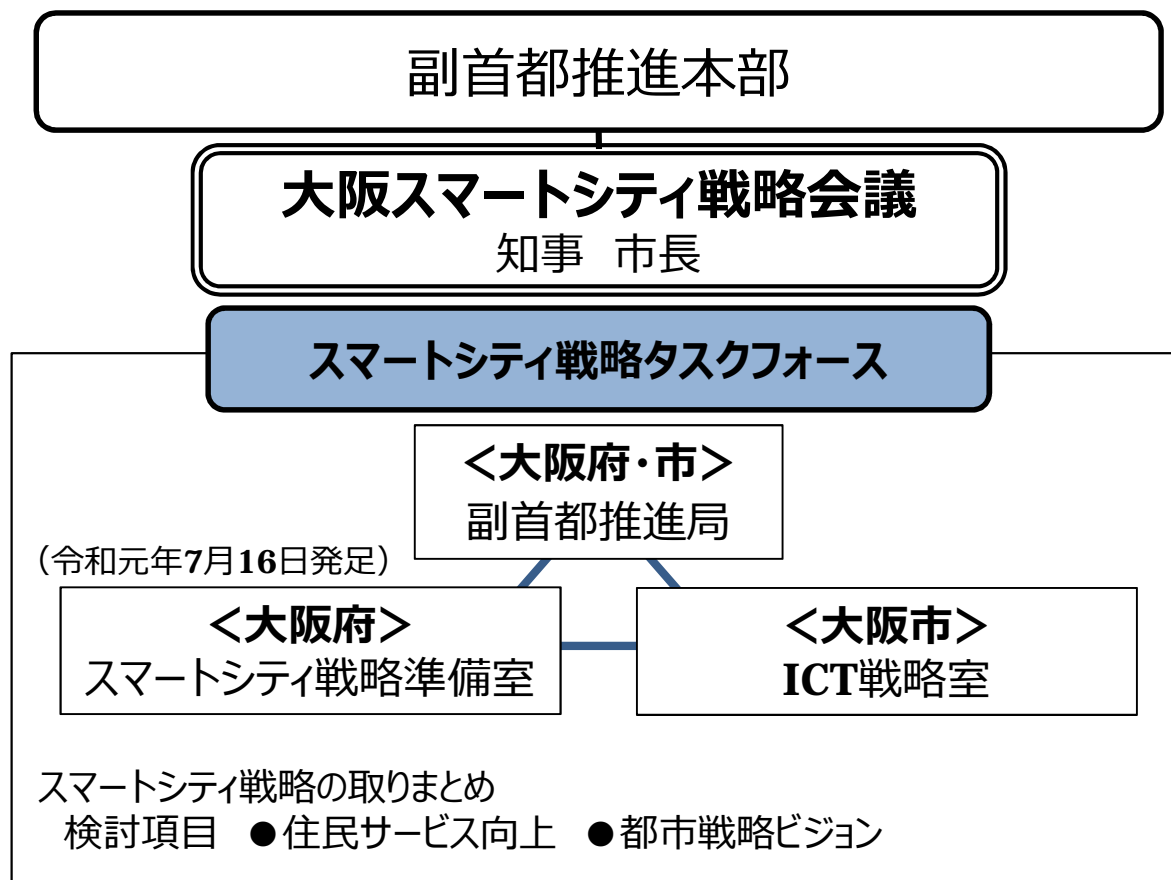 副首都推進本部
大阪スマートシティ戦略会議
知事　市長
スマートシティ戦略タスクフォース
＜大阪府・市＞
副首都推進局
（令和元年7月16日発足）
＜大阪府＞
スマートシティ戦略準備室
＜大阪市＞
ICT戦略室
スマートシティ戦略の取りまとめ
検討項目　●住民サービス向上　●都市戦略ビジョン